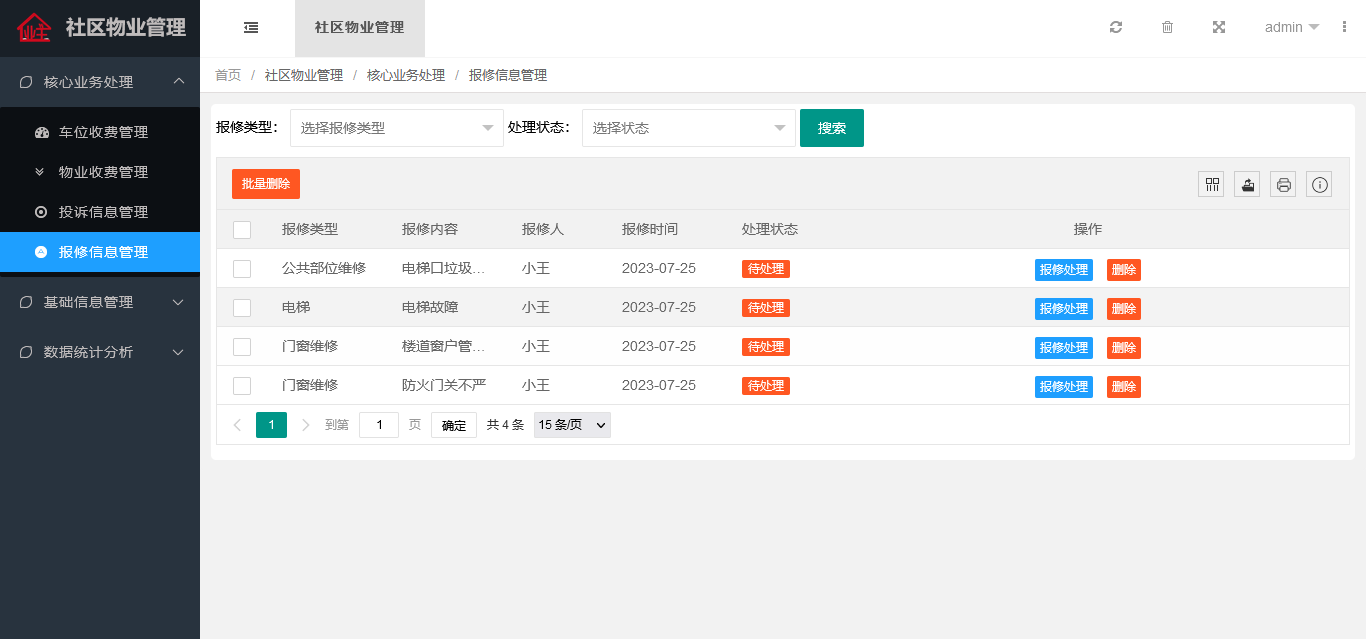 社区物业管理
社区物业管理
admin
核心业务处理
首页 / 社区物业管理 / 核心业务处理 / 报修信息管理
车位收费管理
物业收费管理
投诉信息管理
报修信息管理
基础信息管理
数据统计分析
报修类型： 选择报修类型 处理状态： 选择状态 搜索
批量删除
报修类型 报修内容 报修人 报修时间 处理状态 操作
公共部位维修 电梯口垃圾… 小王 2023-07-25 待处理 报修处理 删除
电梯 电梯故障 小王 2023-07-25 待处理 报修处理 删除
门窗维修 楼道窗户管… 小王 2023-07-25 待处理 报修处理 删除
门窗维修 防火门关不严 小王 2023-07-25 待处理 报修处理 删除
1 到第 1 页 确定 共 4 条 15 条/页